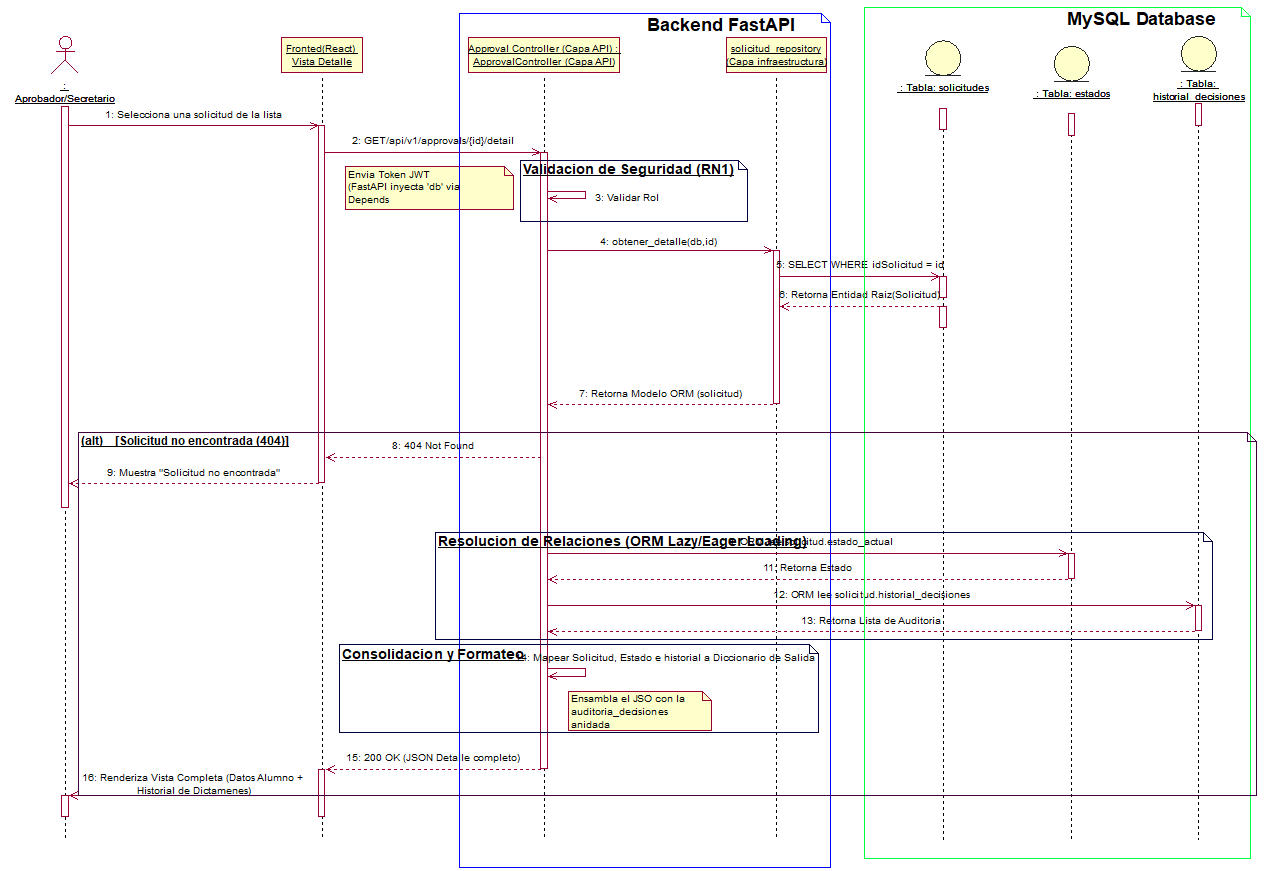 Backend FastAPI
MySQL Database
Fronted(React)
Vista Detalle
Approval Controller (Capa API) :
ApprovalController (Capa API)
solicitud_repository
(Capa infraestructura)
: Tabla: solicitudes
: Tabla: estados
: Tabla:
historial_decisiones
:
Aprobador/Secretario
1: Selecciona una solicitud de la lista
2: GET/api/v1/approvals/{id}/detail
Envia Token JWT
(FastAPI inyecta 'db' via
Depends
Validacion de Seguridad (RN1)
3: Validar Rol
4: obtener_detalle(db,id)
5: SELECT WHERE idSolicitud = id
6: Retorna Entidad Raiz(Solicitud)
7: Retorna Modelo ORM (solicitud)
(alt) [Solicitud no encontrada (404)]
8: 404 Not Found
9: Muestra "Solicitud no encontrada"
Resolucion de Relaciones (ORM Lazy/Eager Loading)
solicitud.estado_actual
11: Retorna Estado
12: ORM lee solicitud.historial_decisiones
13: Retorna Lista de Auditoria
Consolidacion y Formateo
14: Mapear Solicitud, Estado e historial a Diccionario de Salida
Ensambla el JSO con la
auditoria_decisiones
anidada
15: 200 OK (JSON Detalle completo)
16: Renderiza Vista Completa (Datos Alumno +
Historial de Dictamenes)